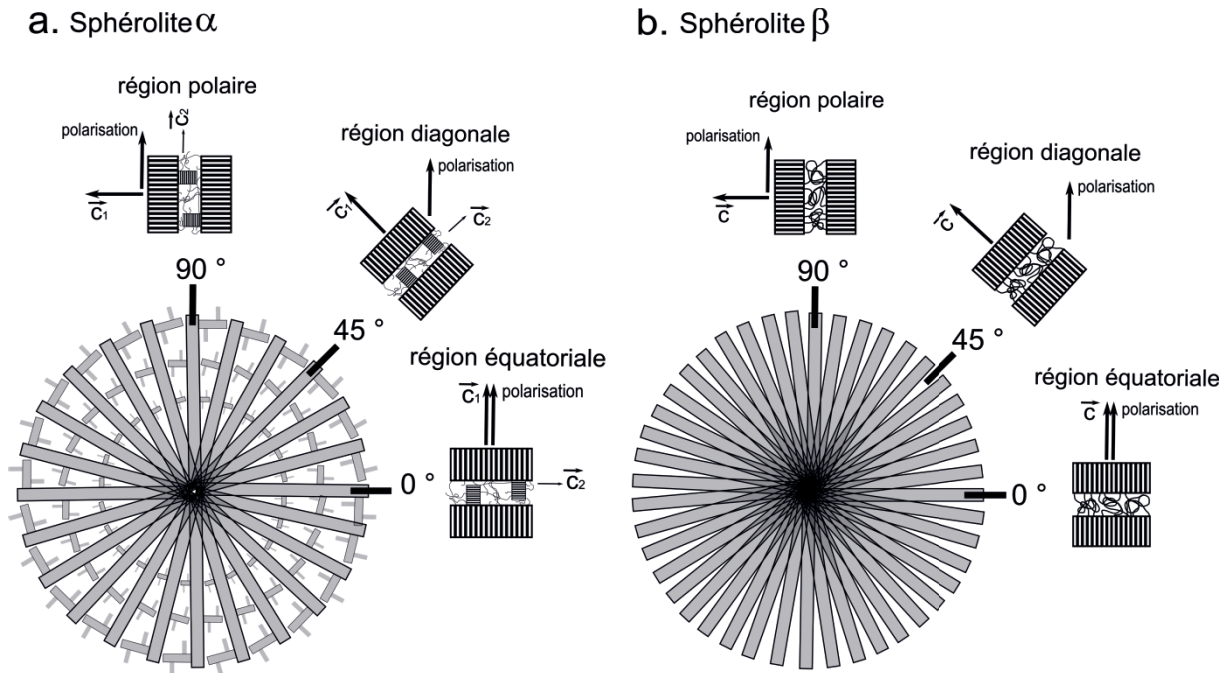 a. Sphérolite α
région polaire
polarisation
c₂
c₁
région diagonale
polarisation
c₁
c₂
90 °
45 °
région équatoriale
c₁
polarisation
0 °
c₂
b. Sphérolite β
région polaire
polarisation
c
région diagonale
polarisation
c
90 °
45 °
région équatoriale
c
polarisation
0 °